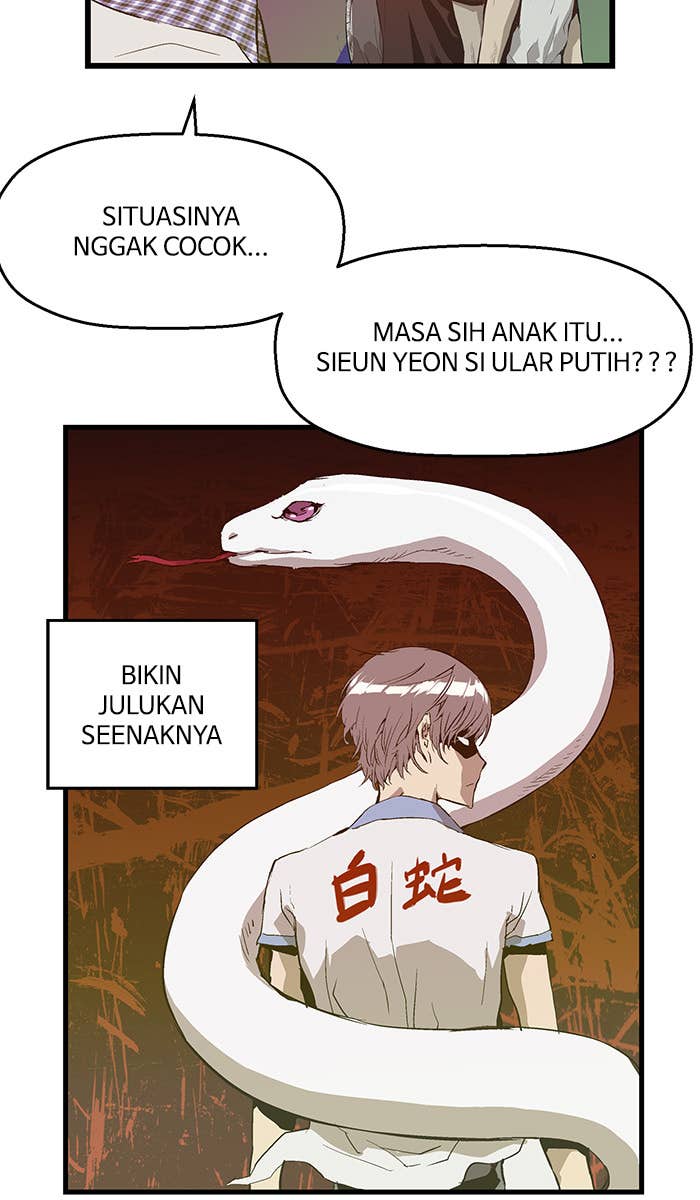 SITUASINYA
NGGAK COCOK...
MASA SIH ANAK ITU...
SIEUN YEON SI ULAR PUTIH???
BIKIN
JULUKAN
SEENAKNYA
白蛇